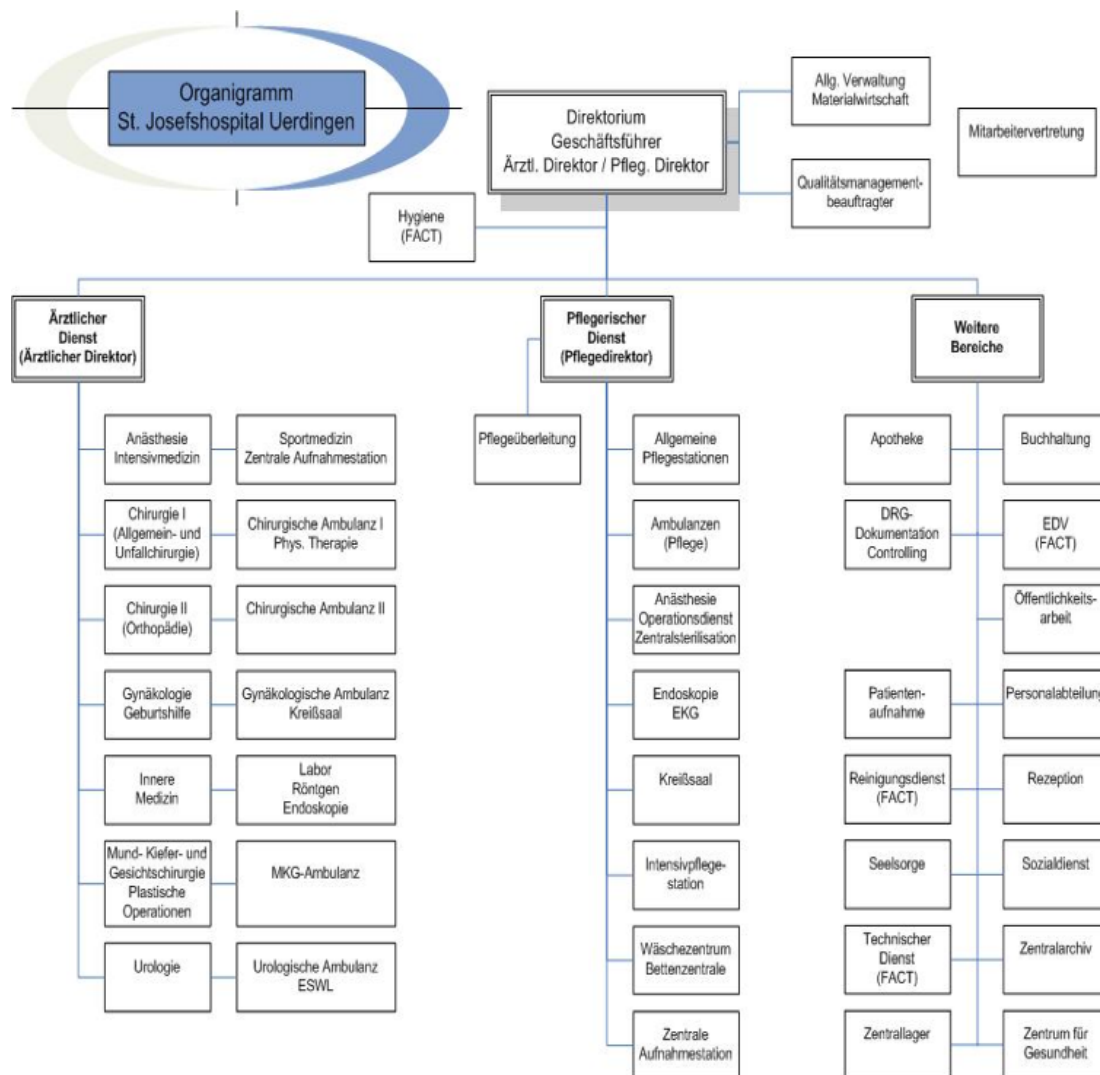 Organigramm
St. Josefshospital Uerdingen
Direktorium
Geschäftsführer
Ärztl. Direktor / Pfleg. Direktor
Allg. Verwaltung
Materialwirtschaft
Mitarbeitervertretung
Qualitätsmanagement-
beauftragter
Hygiene
(FACT)
Ärztlicher
Dienst
(Ärztlicher Direktor)
Pflegerischer
Dienst
(Pflegedirektor)
Weitere
Bereiche
Anästhesie
Intensivmedizin
Sportmedizin
Zentrale Aufnahmestation
Chirurgie I
(Allgemein- und
Unfallchirurgie)
Chirurgische Ambulanz I
Phys. Therapie
Chirurgie II
(Orthopädie)
Chirurgische Ambulanz II
Gynäkologie
Geburtshilfe
Gynäkologische Ambulanz
Kreißsaal
Innere
Medizin
Labor
Röntgen
Endoskopie
Mund- Kiefer- und
Gesichtschirurgie
Plastische
Operationen
MKG-Ambulanz
Urologie
Urologische Ambulanz
ESWL
Pflegeüberleitung
Allgemeine
Pflegestationen
Ambulanzen
(Pflege)
Anästhesie
Operationsdienst
Zentralsterilisation
Endoskopie
EKG
Kreißsaal
Intensivpflege-
station
Wäschezentrum
Bettenzentrale
Zentrale
Aufnahmestation
Apotheke
Buchhaltung
DRG-
Dokumentation
Controlling
EDV
(FACT)
Öffentlichkeits-
arbeit
Patienten-
aufnahme
Personalabteilung
Reinigungsdienst
(FACT)
Rezeption
Seelsorge
Sozialdienst
Technischer
Dienst
(FACT)
Zentralarchiv
Zentrallager
Zentrum für
Gesundheit